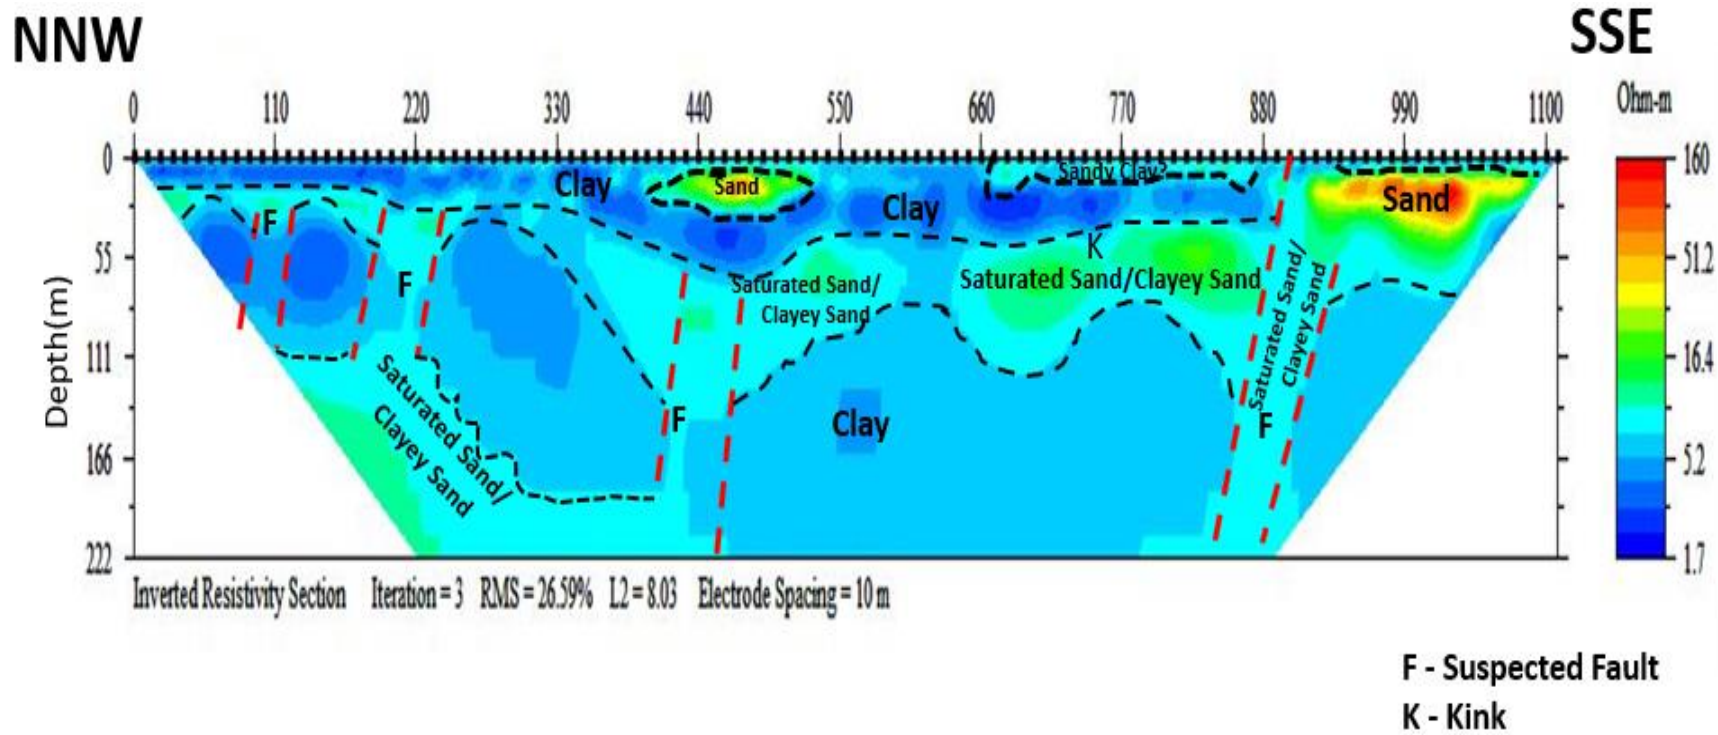 NNW
SSE
0 110 220 330 440 550 660 770 880 990 1100
Ohm-m
0
55
111
166
222
Depth(m)
160
51.2
16.4
5.2
1.7
Clay
Sand
Clay
Sandy Clay?
Sand
F
F
K
Saturated Sand/
Clayey Sand
Saturated Sand/Clayey Sand
Saturated Sand/
Clayey Sand
Saturated Sand/
Clayey Sand
F
Clay
F
Inverted Resistivity Section Iteration = 3 RMS = 26.59% L2 = 8.03 Electrode Spacing = 10 m
F - Suspected Fault
K - Kink